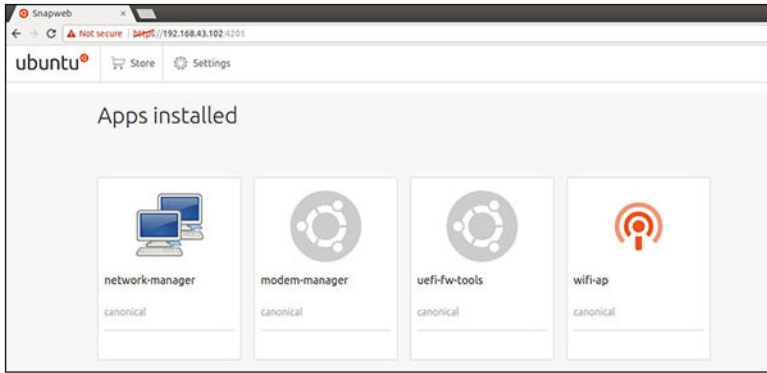 Snapweb
Not secure https://192.168.43.102:4201
ubuntu Store Settings
Apps installed
network-manager modem-manager uefi-fw-tools wifi-ap
canonical canonical canonical canonical